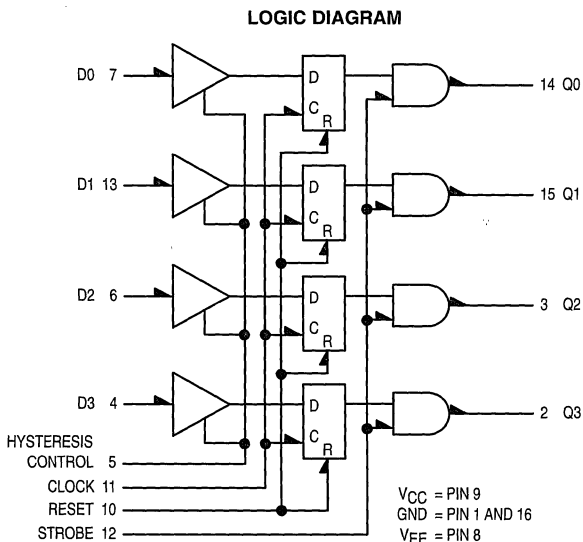 LOGIC DIAGRAM
D0 7
D
C
R
14 Q0
D1 13
D
C
R
15 Q1
D2 6
D
C
R
3 Q2
D3 4
D
C
R
2 Q3
HYSTERESIS
CONTROL 5
CLOCK 11
RESET 10
STROBE 12
VCC = PIN 9
GND = PIN 1 AND 16
VEE = PIN 8